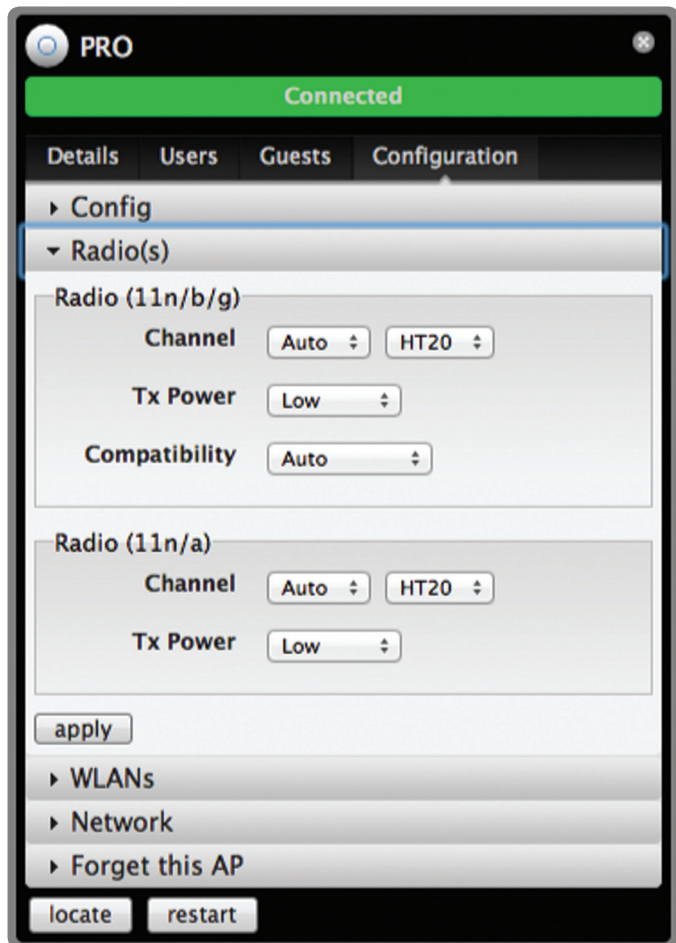 PRO
Connected
Details Users Guests Configuration
Config
Radio(s)
Radio (11n/b/g)
Channel Auto HT20
Tx Power Low
Compatibility Auto
Radio (11n/a)
Channel Auto HT20
Tx Power Low
apply
WLANs
Network
Forget this AP
locate restart